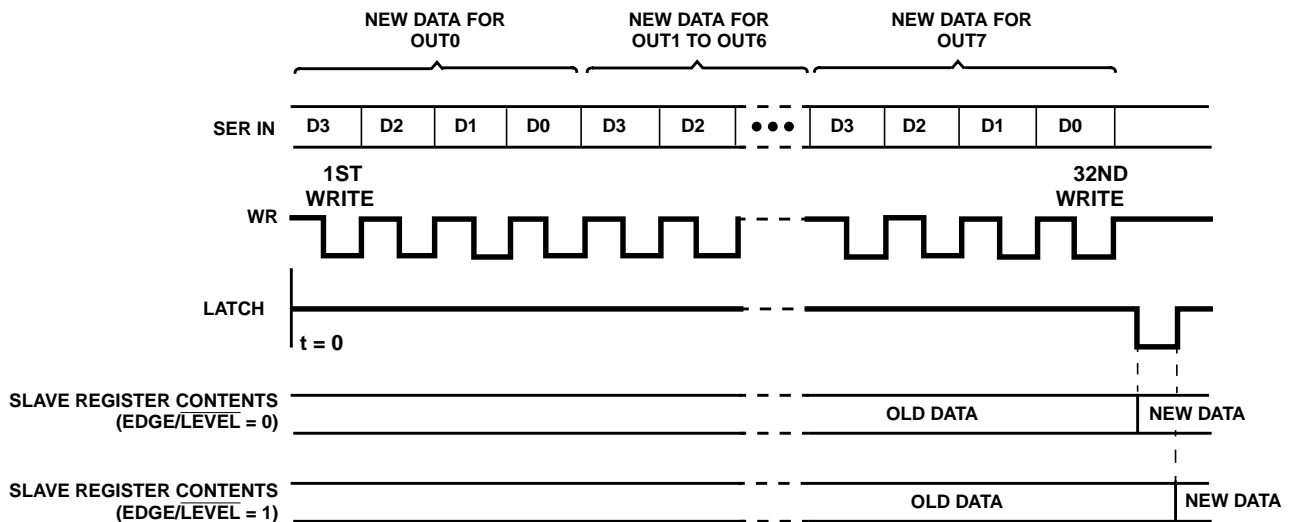 NEW DATA FOR
OUT0
NEW DATA FOR
OUT1 TO OUT6
NEW DATA FOR
OUT7
SER IN D3 D2 D1 D0 D3 D2 ●●● D3 D2 D1 D0
1ST
WRITE
32ND
WRITE
WR
LATCH
t = 0
SLAVE REGISTER CONTENTS
(EDGE/LEVEL = 0)
OLD DATA NEW DATA
SLAVE REGISTER CONTENTS
(EDGE/LEVEL = 1)
OLD DATA NEW DATA